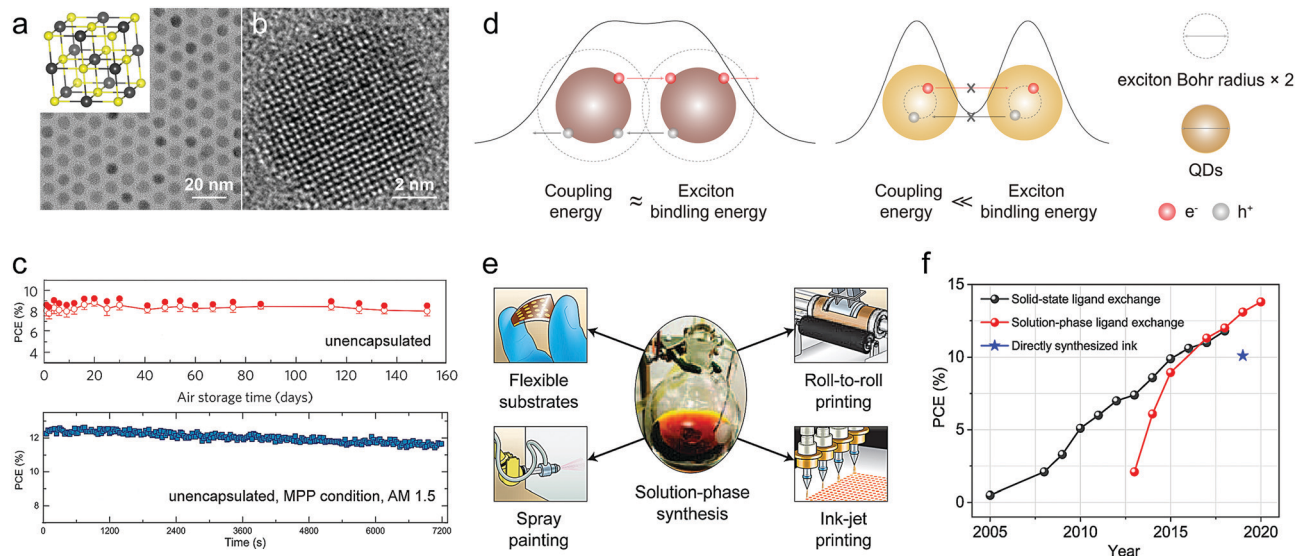 a
20 nm
b
2 nm
c
PCE (%)
10
8
6
4
unencapsulated
0 20 40 60 80 100 120 140 160
Air storage time (days)
PCE (%)
12
10
8
unencapsulated, MPP condition, AM 1.5
0 1200 2400 3600 4800 6000 7200
Time (s)
d
Coupling
energy
≈
Exciton
bindling energy
Coupling
energy
≪
Exciton
bindling energy
exciton Bohr radius × 2
QDs
e⁻ h⁺
e
Flexible
substrates
Roll-to-roll
printing
Spray
painting
Solution-phase
synthesis
Ink-jet
printing
f
PCE (%)
15
10
5
0
Solid-state ligand exchange
Solution-phase ligand exchange
Directly synthesized ink
2005 2010 2015 2020
Year